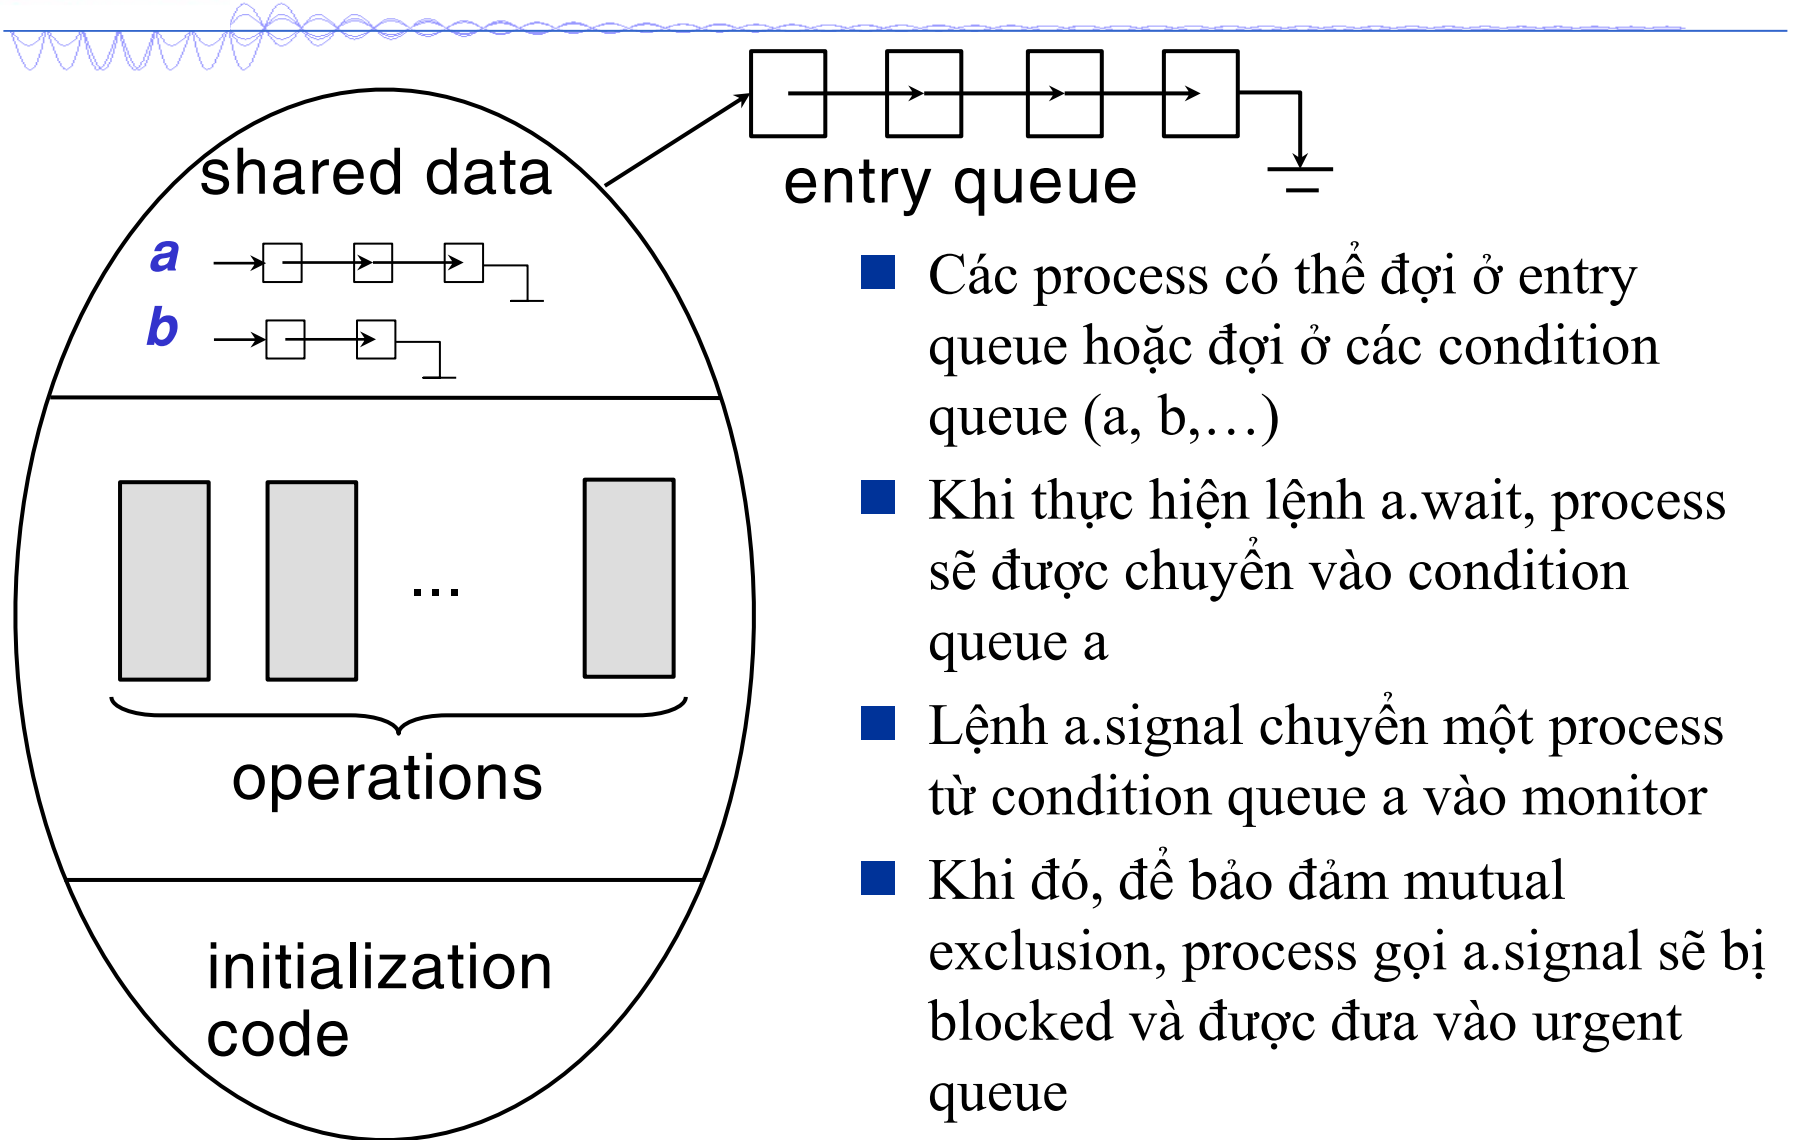 shared data
entry queue
a
b
...
operations
initialization
code
Các process có thể đợi ở entry
queue hoặc đợi ở các condition
queue (a, b,…)
Khi thực hiện lệnh a.wait, process
sẽ được chuyển vào condition
queue a
Lệnh a.signal chuyển một process
từ condition queue a vào monitor
Khi đó, để bảo đảm mutual
exclusion, process gọi a.signal sẽ bị
blocked và được đưa vào urgent
queue